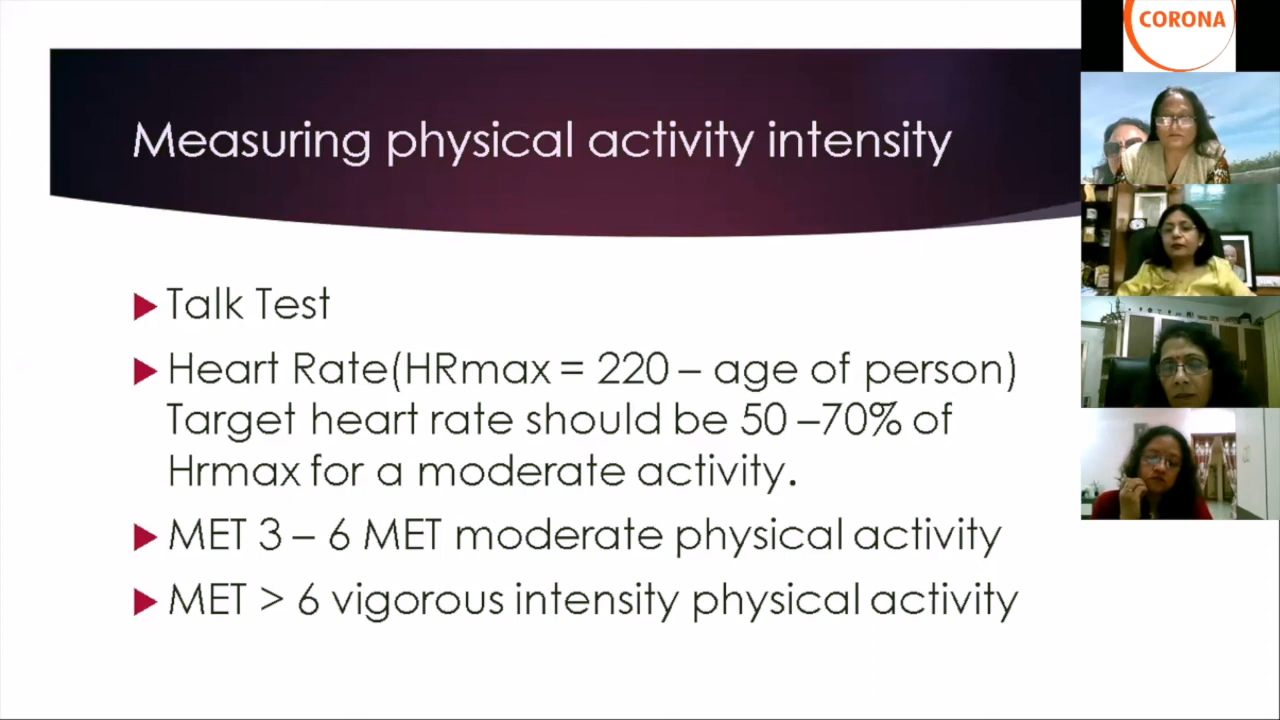 Measuring physical activity intensity
Talk Test
Heart Rate(HRmax = 220 – age of person)
Target heart rate should be 50 –70% of
Hrmax for a moderate activity.
MET 3 – 6 MET moderate physical activity
MET > 6 vigorous intensity physical activity
CORONA